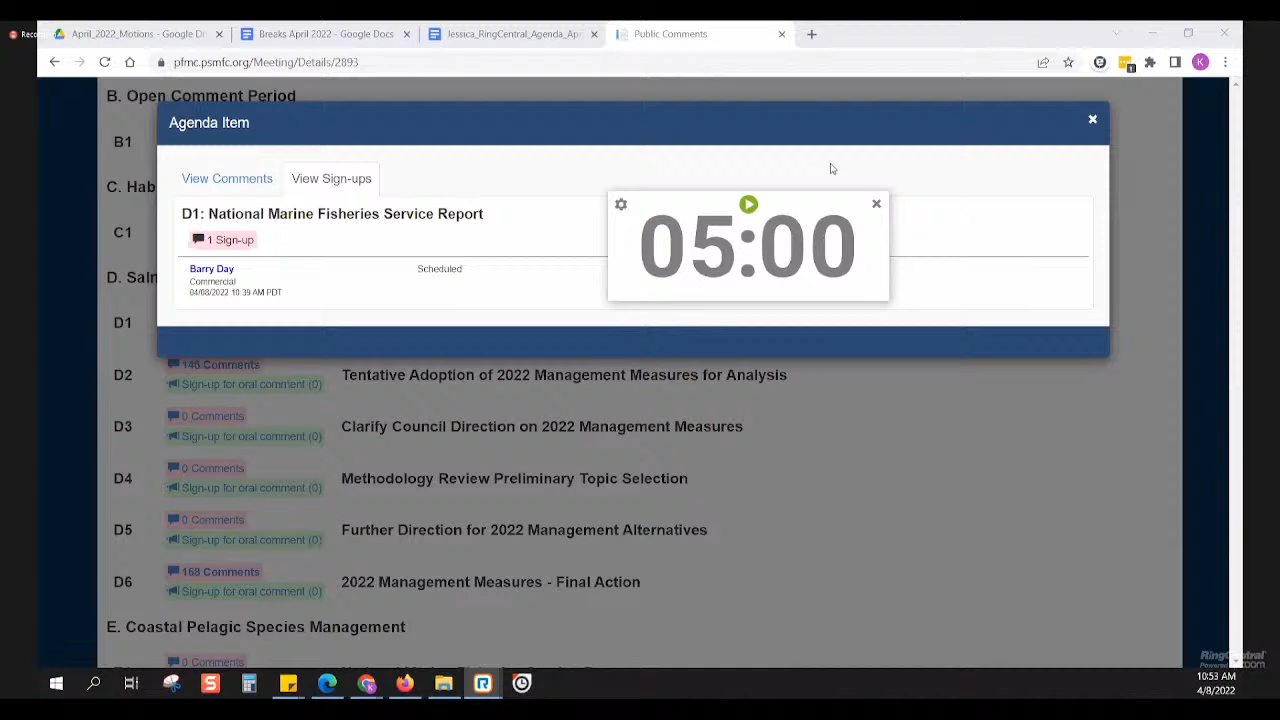 Recor
April_2022_Motions - Google Dr
Breaks April 2022 - Google Docs
Jessica_RingCentral_Agenda_Apr
Public Comments
pfmc.psmfc.org/Meeting/Details/2893
1
K
B. Open Comment Period
Agenda Item
B1
View Comments
View Sign-ups
C. Hab
D1: National Marine Fisheries Service Report
05:00
C1
1 Sign-up
Barry Day
Scheduled
Commercial
04/08/2022 10:39 AM PDT
D. Saln
D1
146 Comments
D2
Tentative Adoption of 2022 Management Measures for Analysis
Sign-up for oral comment (0)
0 Comments
D3
Clarify Council Direction on 2022 Management Measures
Sign-up for oral comment (0)
0 Comments
D4
Methodology Review Preliminary Topic Selection
Sign-up for oral comment (0)
0 Comments
D5
Further Direction for 2022 Management Alternatives
Sign-up for oral comment (0)
168 Comments
D6
2022 Management Measures - Final Action
Sign-up for oral comment (0)
E. Coastal Pelagic Species Management
0 Comments
RingCentral
10:53 AM
4/8/2022